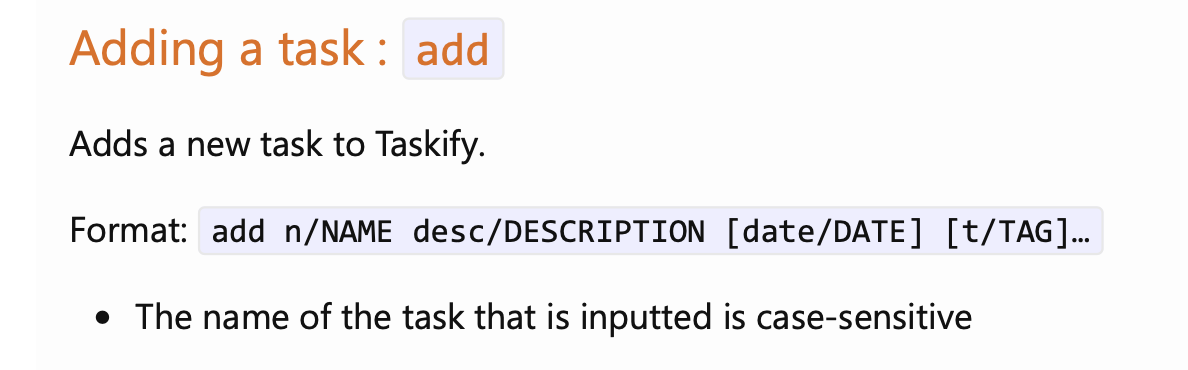 Adding a task : add
Adds a new task to Taskify.
Format: add n/NAME desc/DESCRIPTION [date/DATE] [t/TAG]…
• The name of the task that is inputted is case-sensitive